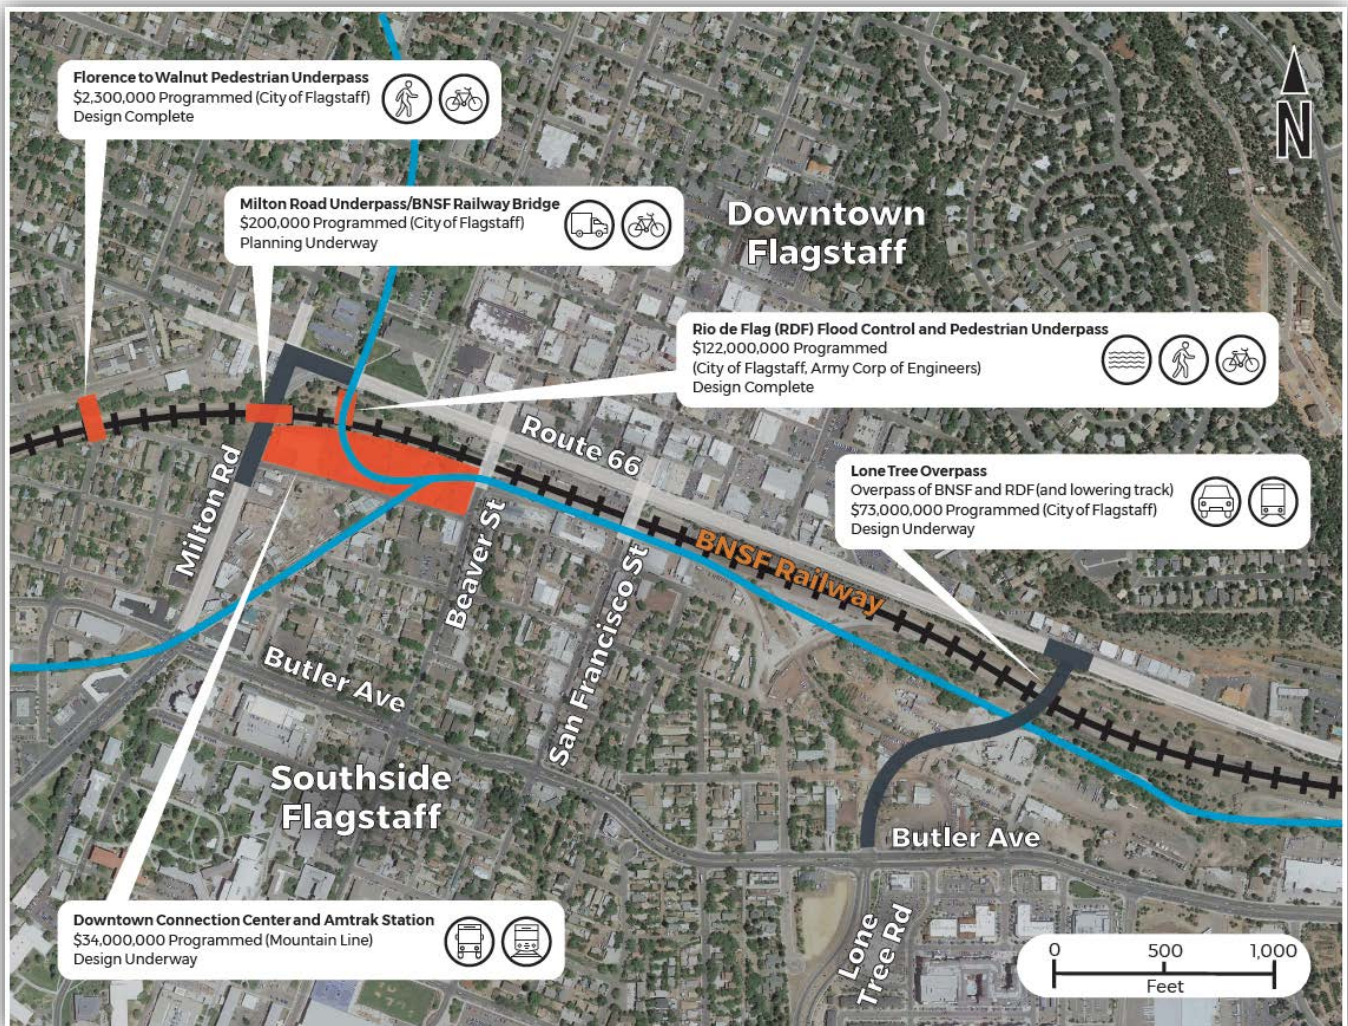 Florence to Walnut Pedestrian Underpass
$2,300,000 Programmed (City of Flagstaff)
Design Complete
N
Milton Road Underpass/BNSF Railway Bridge
$200,000 Programmed (City of Flagstaff)
Planning Underway
Downtown
Flagstaff
Rio de Flag (RDF) Flood Control and Pedestrian Underpass
$122,000,000 Programmed
(City of Flagstaff, Army Corp of Engineers)
Design Complete
Route 66
Milton Rd
Beaver St
San Francisco St
BNSF Railway
Lone Tree Overpass
Overpass of BNSF and RDF (and lowering track)
$73,000,000 Programmed (City of Flagstaff)
Design Underway
Butler Ave
Southside
Flagstaff
Butler Ave
Lone
Tree Rd
Downtown Connection Center and Amtrak Station
$34,000,000 Programmed (Mountain Line)
Design Underway
0 500 1,000
Feet